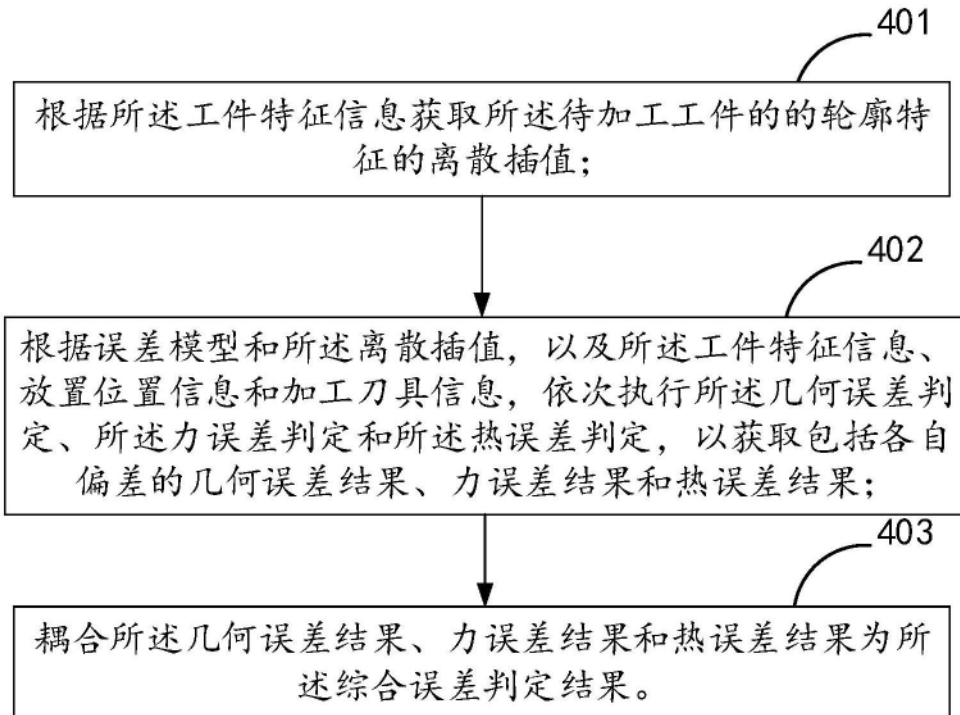 401
根据所述工件特征信息获取所述待加工工件的的轮廓特
征的离散插值；
402
根据误差模型和所述离散插值，以及所述工件特征信息、
放置位置信息和加工刀具信息，依次执行所述几何误差判
定、所述力误差判定和所述热误差判定，以获取包括各自
偏差的几何误差结果、力误差结果和热误差结果；
403
耦合所述几何误差结果、力误差结果和热误差结果为所
述综合误差判定结果。